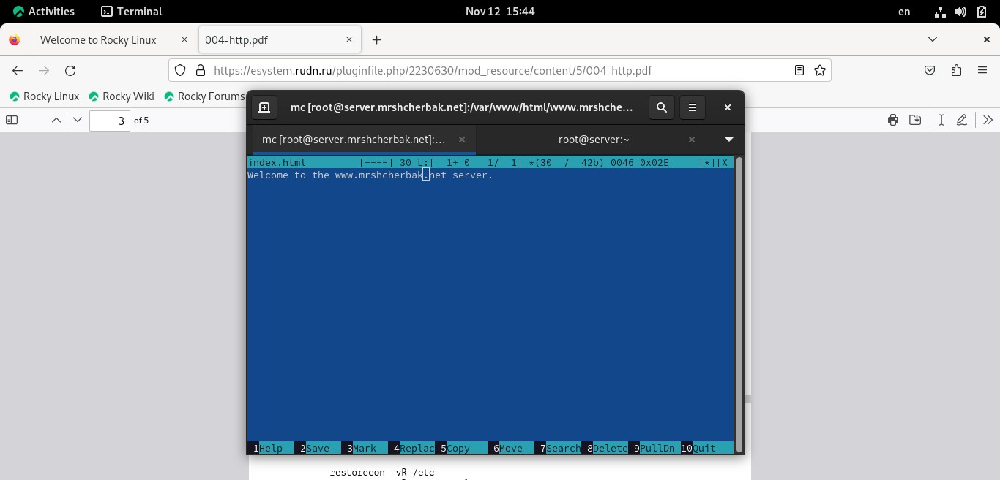 Activities Terminal Nov 12 15:44 en
Welcome to Rocky Linux × 004-http.pdf × +
https://esystem.rudn.ru/pluginfile.php/2230630/mod_resource/content/5/004-http.pdf
Rocky Linux Rocky Wiki Rocky Forums
3 of 5
mc [root@server.mrshcherbak.net]:/var/www/html/www.mrshche...
mc [root@server.mrshcherbak.net]:... × root@server:~ ×
index.html [----] 30 L:[ 1+ 0 1/ 1] *(30 / 42b) 0046 0x02E [*][X]
Welcome to the www.mrshcherbak.net server.
1Help 2Save 3Mark 4Replac 5Copy 6Move 7Search 8Delete 9PullDn 10Quit
restorecon -vR /etc